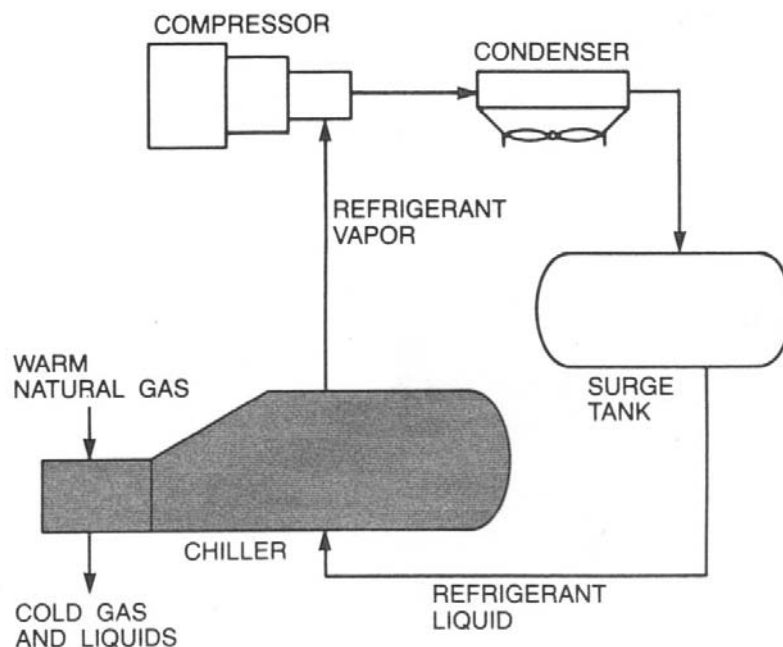 COMPRESSOR
CONDENSER
REFRIGERANT
VAPOR
WARM
NATURAL GAS
SURGE
TANK
CHILLER
REFRIGERANT
LIQUID
COLD GAS
AND LIQUIDS